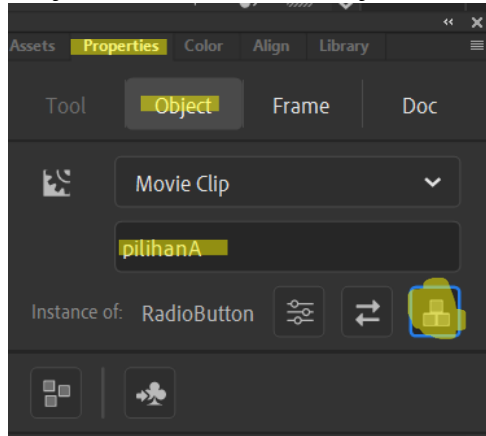 Assets Properties Color Align Library
Tool Object Frame Doc
Movie Clip
pilihanA
Instance of: RadioButton